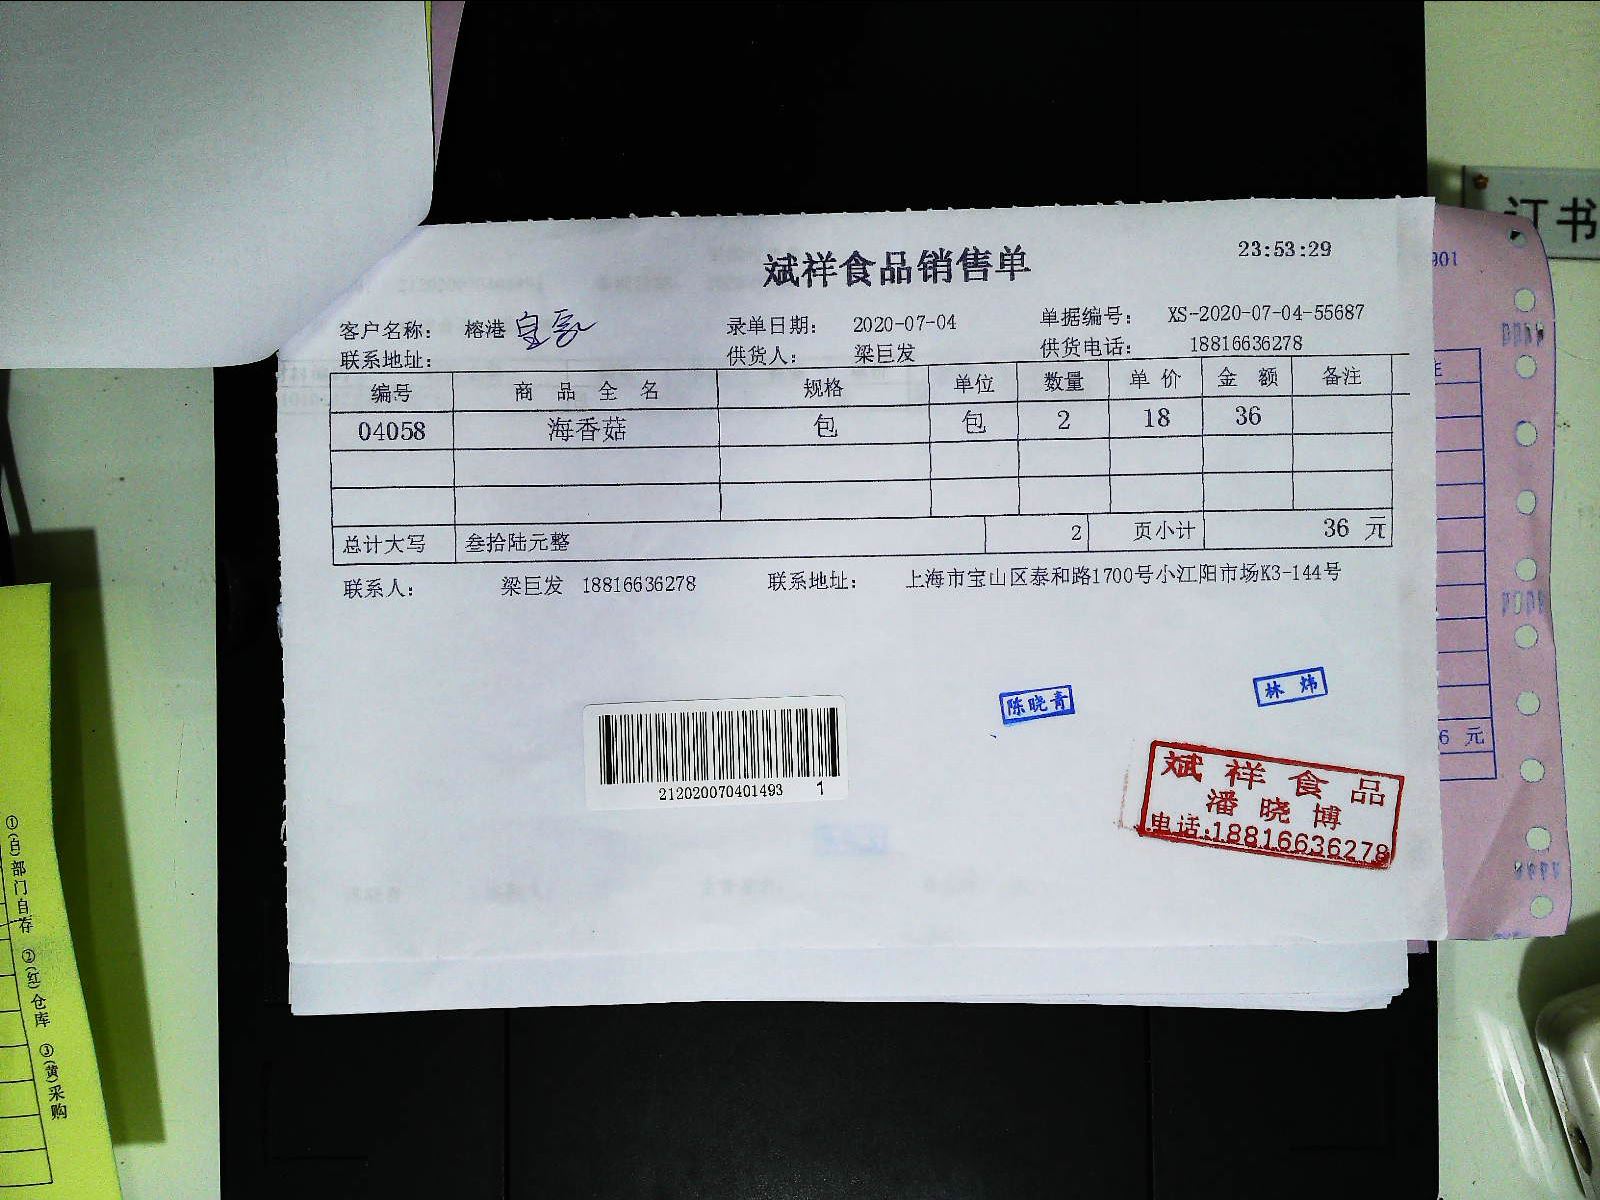 斌祥食品销售单
23:53:29
客户名称： 榕港 录单日期： 2020-07-04 单据编号： XS-2020-07-04-55687
联系地址： 供货人： 梁巨发 供货电话： 18816636278
编号 商品全名 规格 单位 数量 单价 金额 备注
04058 海香菇 包 包 2 18 36
总计大写 叁拾陆元整 2 页小计 36 元
联系人： 梁巨发 18816636278 联系地址： 上海市宝山区泰和路1700号小江阳市场K3-144号
陈晓青
林炜
212020070401493 1
斌祥食品
潘晓博
电话:18816636278
订书
901
6 元
①(白)部门自存 ②(红)仓库 ③(黄)采购